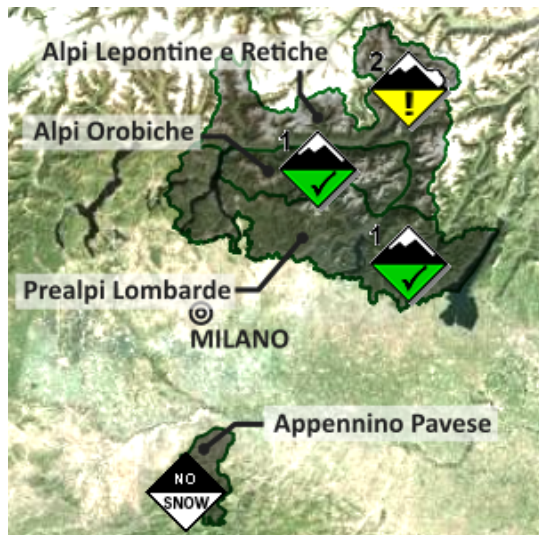 Alpi Lepontine e Retiche
2
!
Alpi Orobiche
1
1
Prealpi Lombarde
MILANO
Appennino Pavese
NO
SNOW